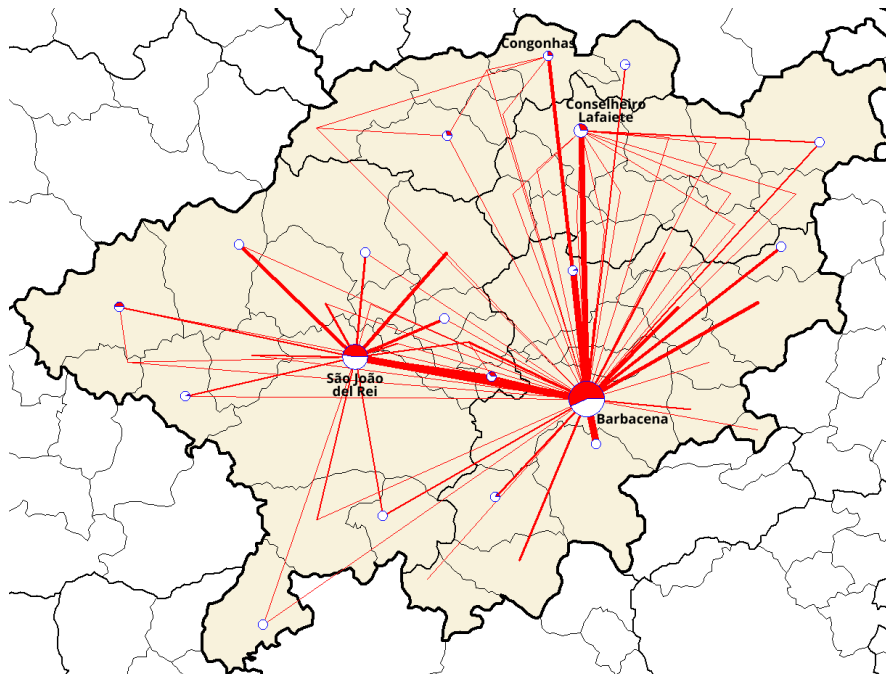 Congonhas
Conselheiro
Lafaiete
São João
del Rei
Barbacena